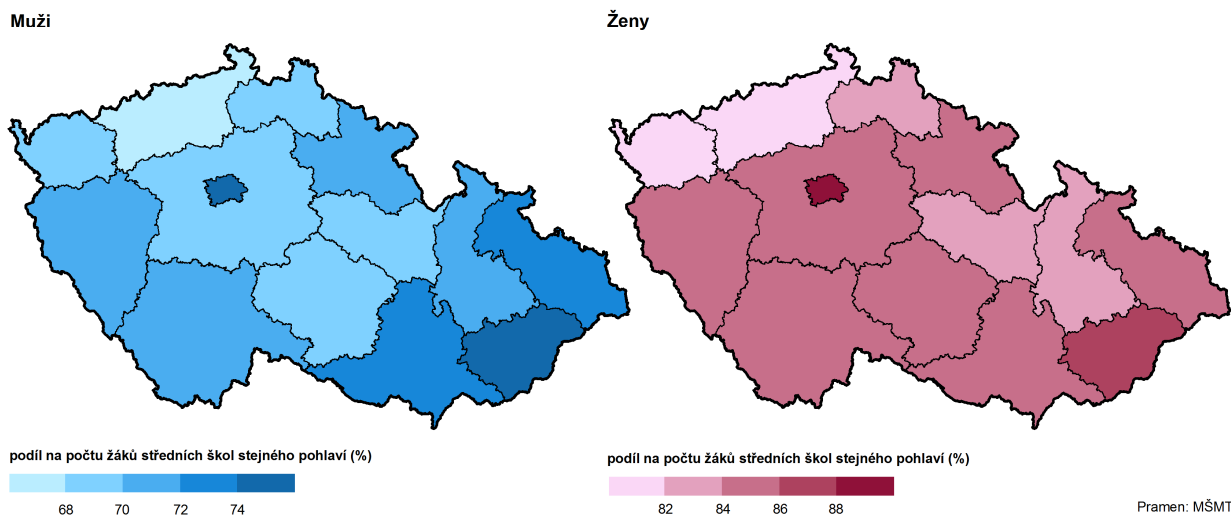 Muži
Ženy
podíl na počtu žáků středních škol stejného pohlaví (%)
68 70 72 74
podíl na počtu žáků středních škol stejného pohlaví (%)
82 84 86 88
Pramen: MŠMT